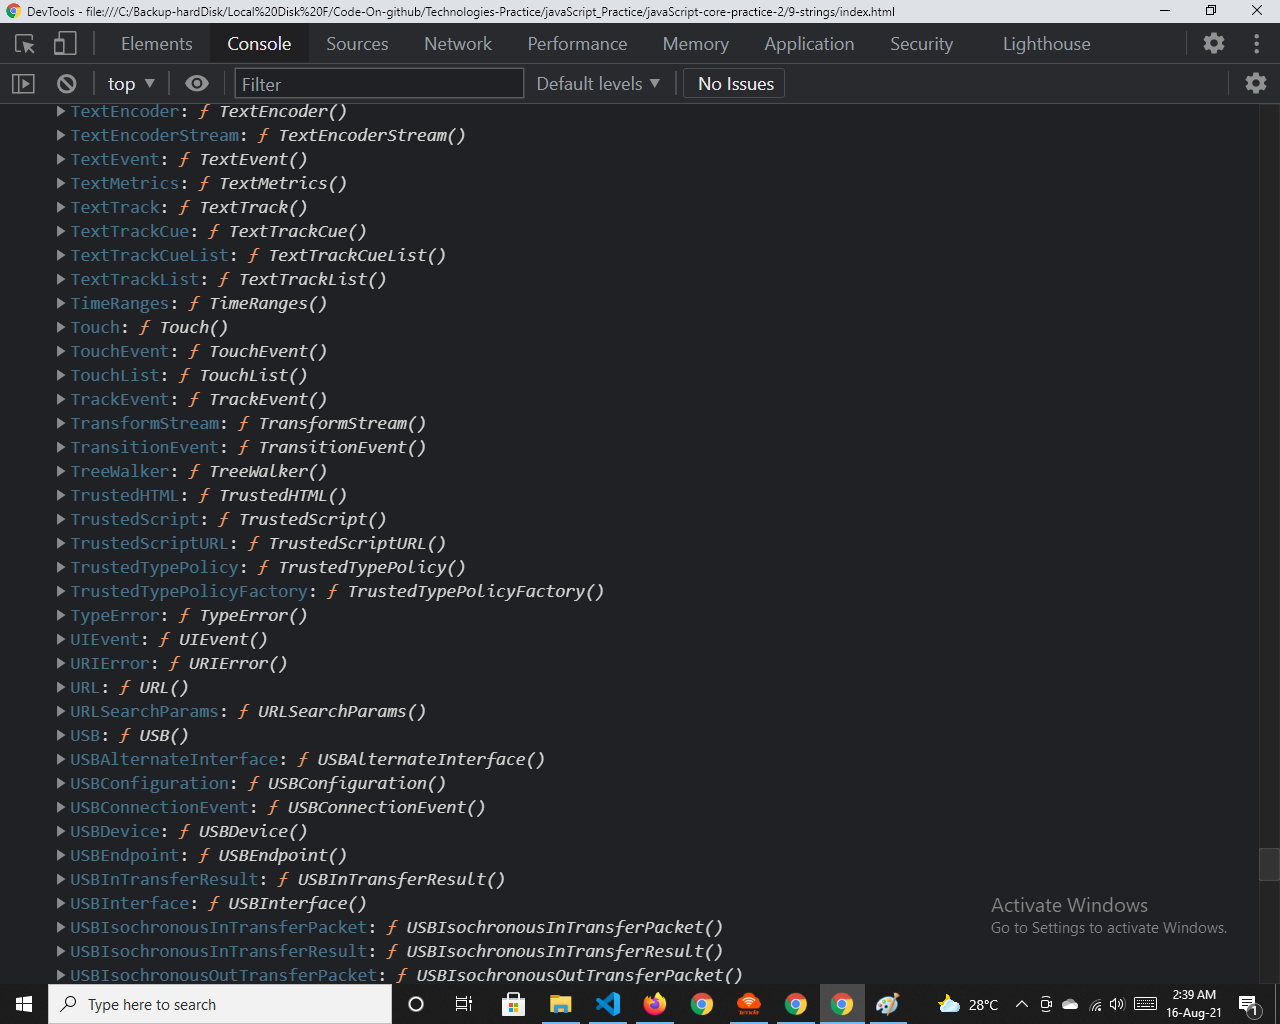 DevTools - file:///C:/Backup-hardDisk/Local%20Disk%20F/Code-On-github/Technologies-Practice/javaScript_Practice/javaScript-core-practice-2/9-strings/index.html
Elements Console Sources Network Performance Memory Application Security Lighthouse
top ▼ Filter Default levels ▼ No Issues
TextEncoder: ƒ TextEncoder()
TextEncoderStream: ƒ TextEncoderStream()
TextEvent: ƒ TextEvent()
TextMetrics: ƒ TextMetrics()
TextTrack: ƒ TextTrack()
TextTrackCue: ƒ TextTrackCue()
TextTrackCueList: ƒ TextTrackCueList()
TextTrackList: ƒ TextTrackList()
TimeRanges: ƒ TimeRanges()
Touch: ƒ Touch()
TouchEvent: ƒ TouchEvent()
TouchList: ƒ TouchList()
TrackEvent: ƒ TrackEvent()
TransformStream: ƒ TransformStream()
TransitionEvent: ƒ TransitionEvent()
TreeWalker: ƒ TreeWalker()
TrustedHTML: ƒ TrustedHTML()
TrustedScript: ƒ TrustedScript()
TrustedScriptURL: ƒ TrustedScriptURL()
TrustedTypePolicy: ƒ TrustedTypePolicy()
TrustedTypePolicyFactory: ƒ TrustedTypePolicyFactory()
TypeError: ƒ TypeError()
UIEvent: ƒ UIEvent()
URIError: ƒ URIError()
URL: ƒ URL()
URLSearchParams: ƒ URLSearchParams()
USB: ƒ USB()
USBAlternateInterface: ƒ USBAlternateInterface()
USBConfiguration: ƒ USBConfiguration()
USBConnectionEvent: ƒ USBConnectionEvent()
USBDevice: ƒ USBDevice()
USBEndpoint: ƒ USBEndpoint()
USBInTransferResult: ƒ USBInTransferResult()
USBInterface: ƒ USBInterface()
USBIsochronousInTransferPacket: ƒ USBIsochronousInTransferPacket()
USBIsochronousInTransferResult: ƒ USBIsochronousInTransferResult()
USBIsochronousOutTransferPacket: ƒ USBIsochronousOutTransferPacket()
Activate Windows
Go to Settings to activate Windows.
Type here to search
28°C
2:39 AM
16-Aug-21
1